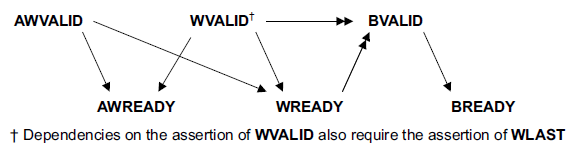 AWVALID WVALID† BVALID
AWREADY WREADY BREADY
† Dependencies on the assertion of WVALID also require the assertion of WLAST